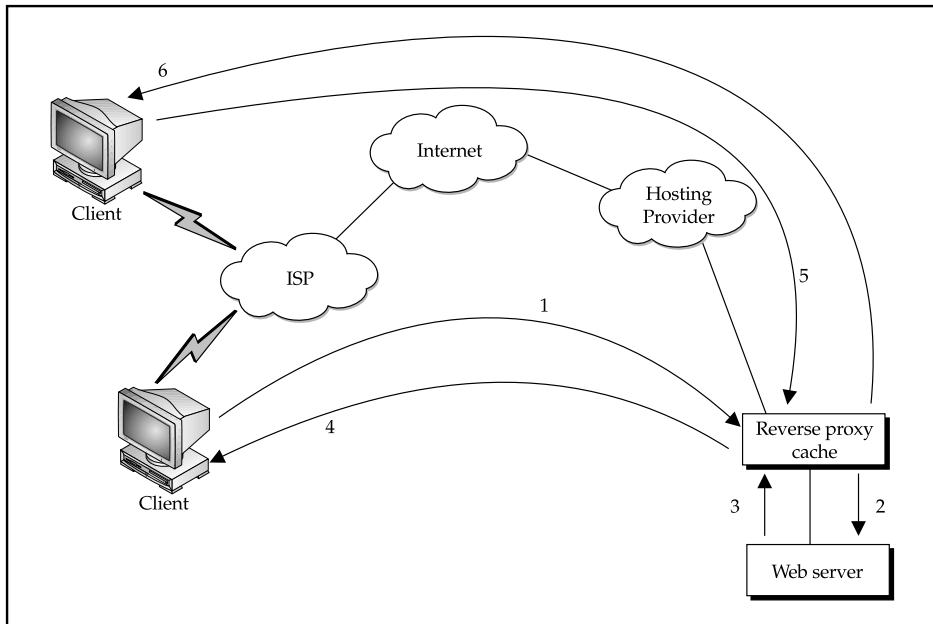 6
Internet
Hosting
Provider
Client
ISP
5
1
4
Reverse proxy
cache
Client
3
2
Web server